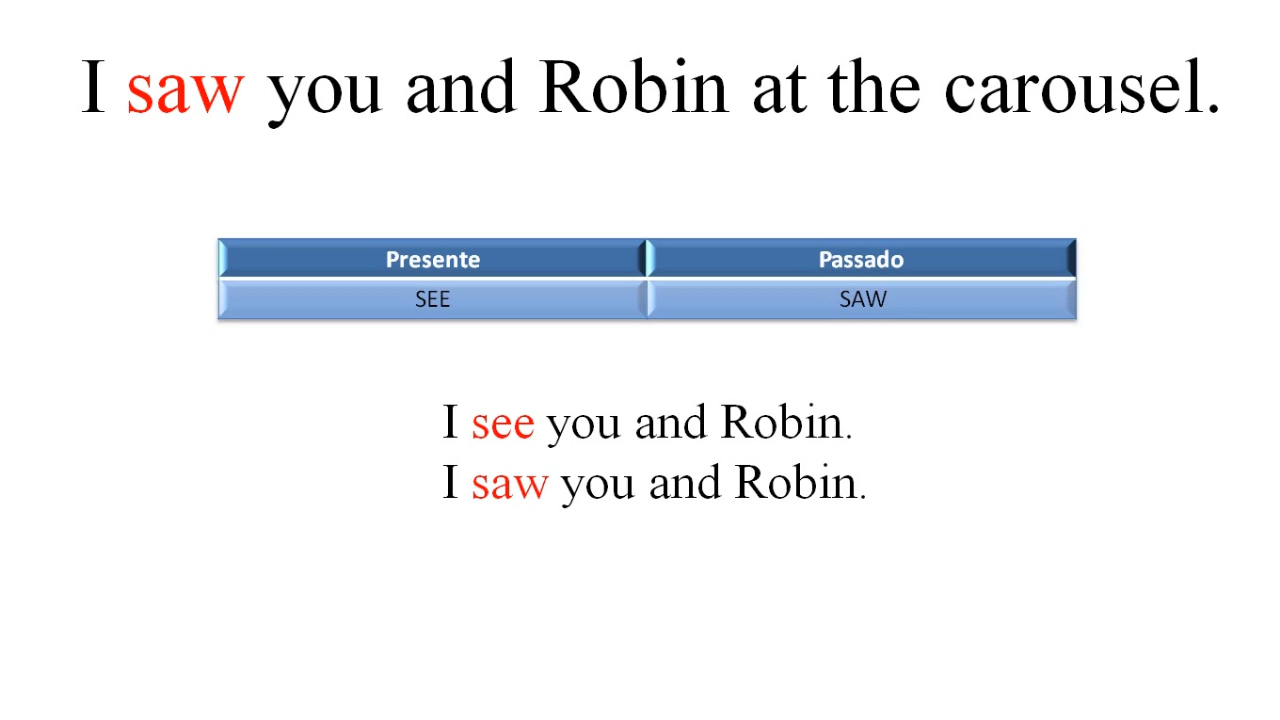 I saw you and Robin at the carousel.
Presente Passado
SEE SAW
I see you and Robin.
I saw you and Robin.